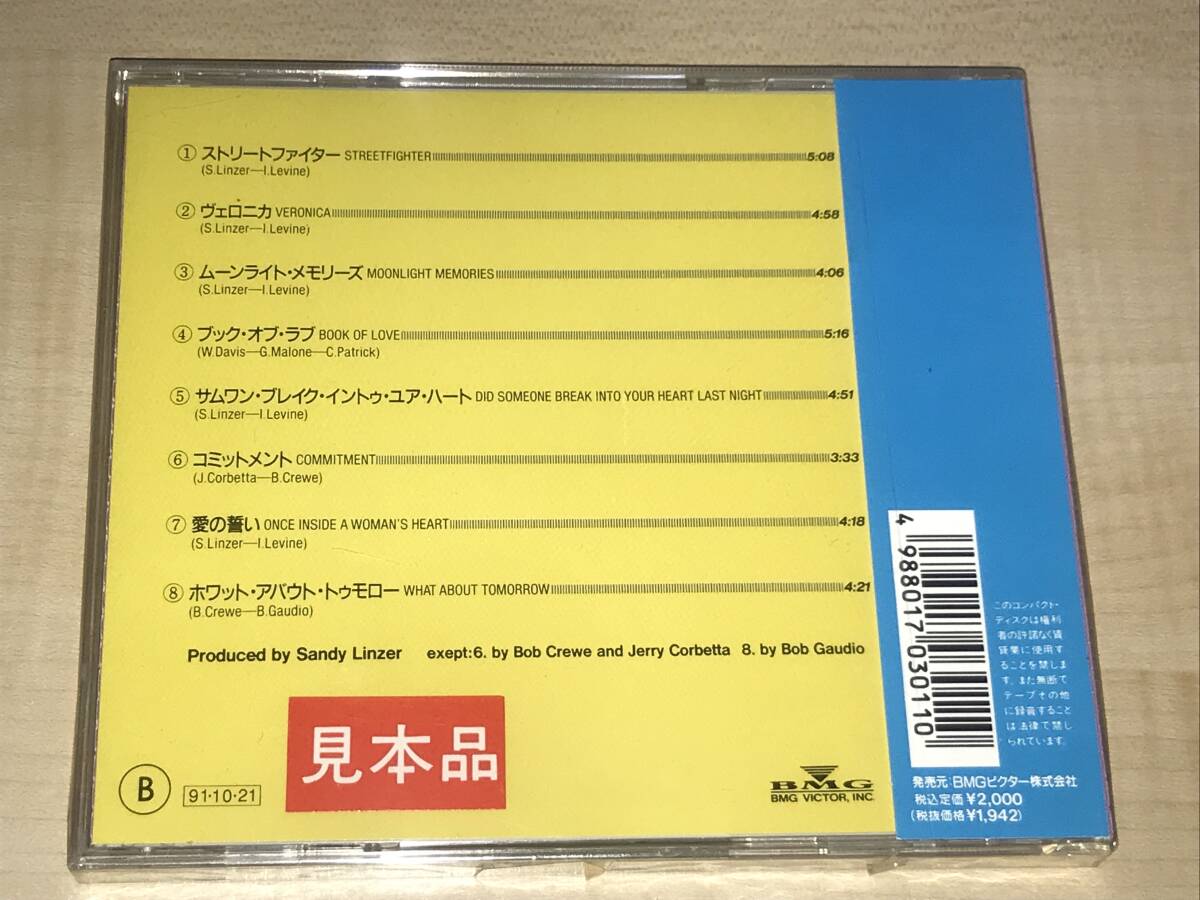 ① ストリートファイター STREETFIGHTER 5:08
(S.Linzer—I.Levine)
② ヴェロニカ VERONICA 4:58
(S.Linzer—I.Levine)
③ ムーンライト・メモリーズ MOONLIGHT MEMORIES 4:06
(S.Linzer—I.Levine)
④ ブック・オブ・ラブ BOOK OF LOVE 5:16
(W.Davis—G.Malone—C.Patrick)
⑤ サムワン・ブレイク・イントゥ・ユア・ハート DID SOMEONE BREAK INTO YOUR HEART LAST NIGHT 4:51
(S.Linzer—I.Levine)
⑥ コミットメント COMMITMENT 3:33
(J.Corbetta—B.Crewe)
⑦ 愛の誓い ONCE INSIDE A WOMAN'S HEART 4:18
(S.Linzer—I.Levine)
⑧ ホワット・アバウト・トゥモロー WHAT ABOUT TOMORROW 4:21
(B.Crewe—B.Gaudio)
Produced by Sandy Linzer exept:6. by Bob Crewe and Jerry Corbetta 8. by Bob Gaudio
見本品
B 91・10・21
BMG
BMG VICTOR, INC.
4 988017 030110
このコンパクト・
ディスクは権利
者の許諾なく賃
貸業に使用す
ることを禁じま
す。また無断で
テープその他
に録音すること
は法律で禁じ
られています。
発売元:BMGビクター株式会社
税込定価¥2,000
(税抜価格¥1,942)